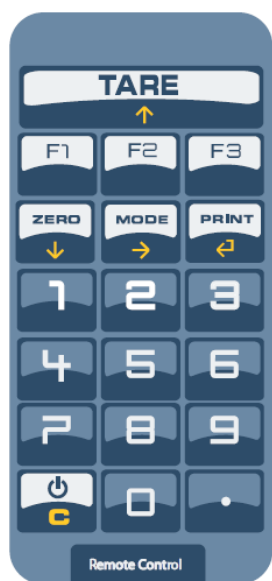 TARE
↑
F1 F2 F3
ZERO MODE PRINT
↓ → ↵
1 2 3
4 5 6
7 8 9
C 0 .
Remote Control